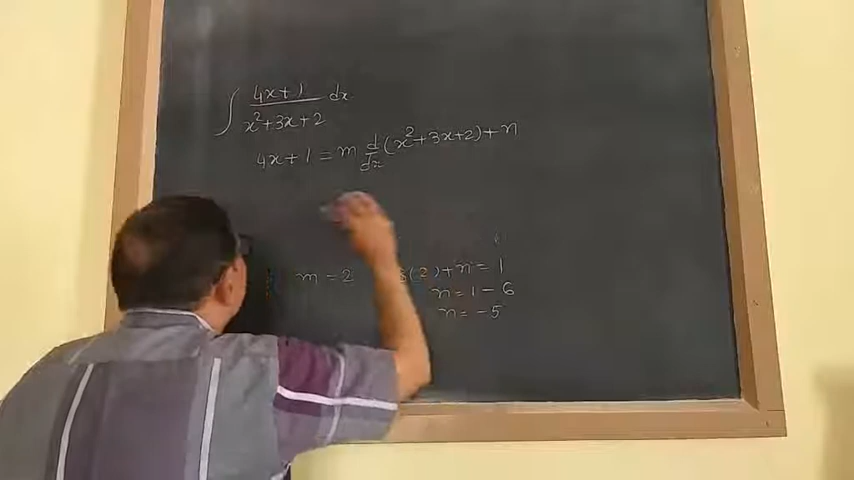 ∫ (4x+1)/(x²+3x+2) dx
4x+1 = m d/dx (x²+3x+2)+n
m = 2 3(2)+n = 1
n = 1 - 6
n = -5